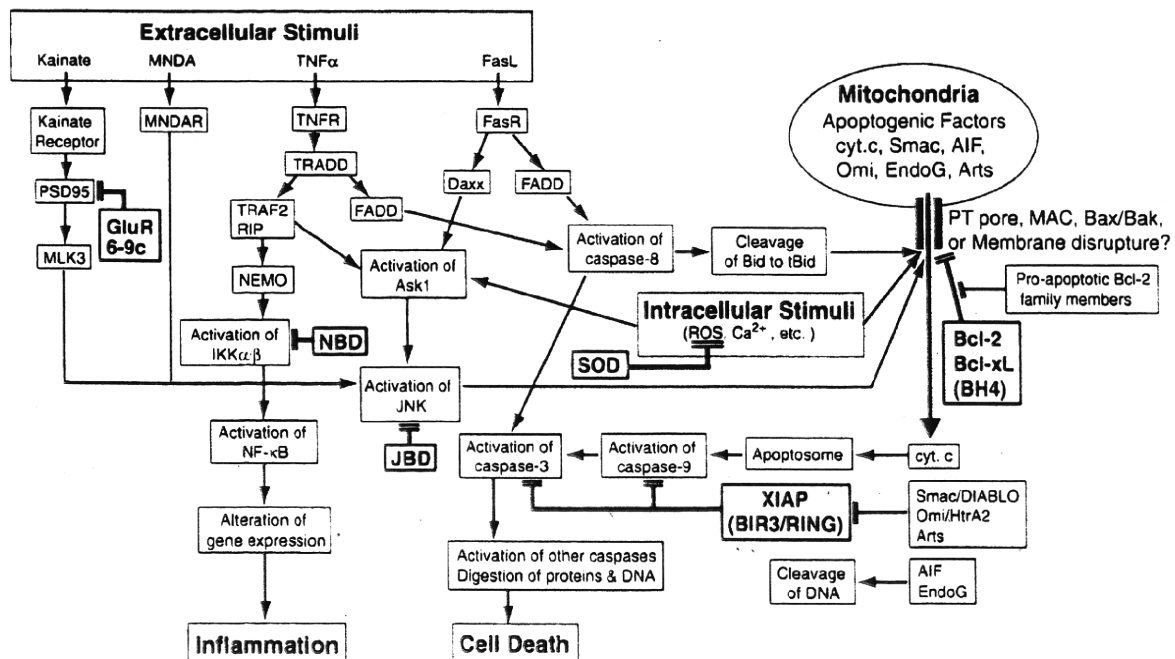 Extracellular Stimuli
Kainate
MNDA
TNFα
FasL
Kainate
Receptor
MNDAR
TNFR
FasR
TRADD
PSD95
Daxx
FADD
TRAF2
RIP
FADD
GluR
6-9c
MLK3
NEMO
Activation of
Ask1
Activation of
caspase-8
Cleavage
of Bid to tBid
Mitochondria
Apoptogenic Factors
cyt.c, Smac, AIF,
Omi, EndoG, Arts
PT pore, MAC, Bax/Bak,
or Membrane disrupture?
Pro-apoptotic Bcl-2
family members
Intracellular Stimuli
(ROS, Ca2+, etc.)
Activation of
IKKα·β
NBD
SOD
Bcl-2
Bcl-xL
(BH4)
Activation of
JNK
JBD
Activation of
NF-κB
Activation of
caspase-3
Activation of
caspase-9
Apoptosome
cyt. c
XIAP
(BIR3/RING)
Smac/DIABLO
Omi/HtrA2
Arts
Alteration of
gene expression
Activation of other caspases
Digestion of proteins & DNA
Cleavage
of DNA
AIF
EndoG
Inflammation
Cell Death